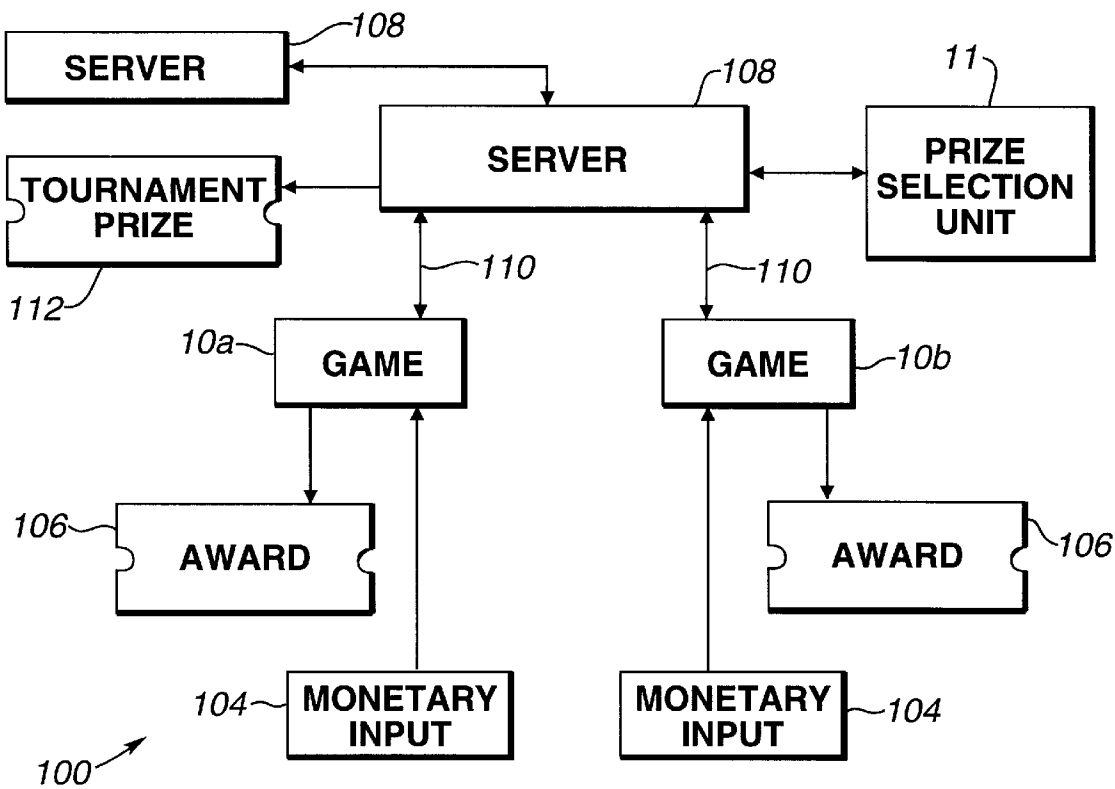 108
SERVER
108
SERVER
11
PRIZE
SELECTION
UNIT
TOURNAMENT
PRIZE
112
110
110
10a
GAME
GAME
10b
106
AWARD
AWARD
106
104
MONETARY
INPUT
MONETARY
INPUT
104
100